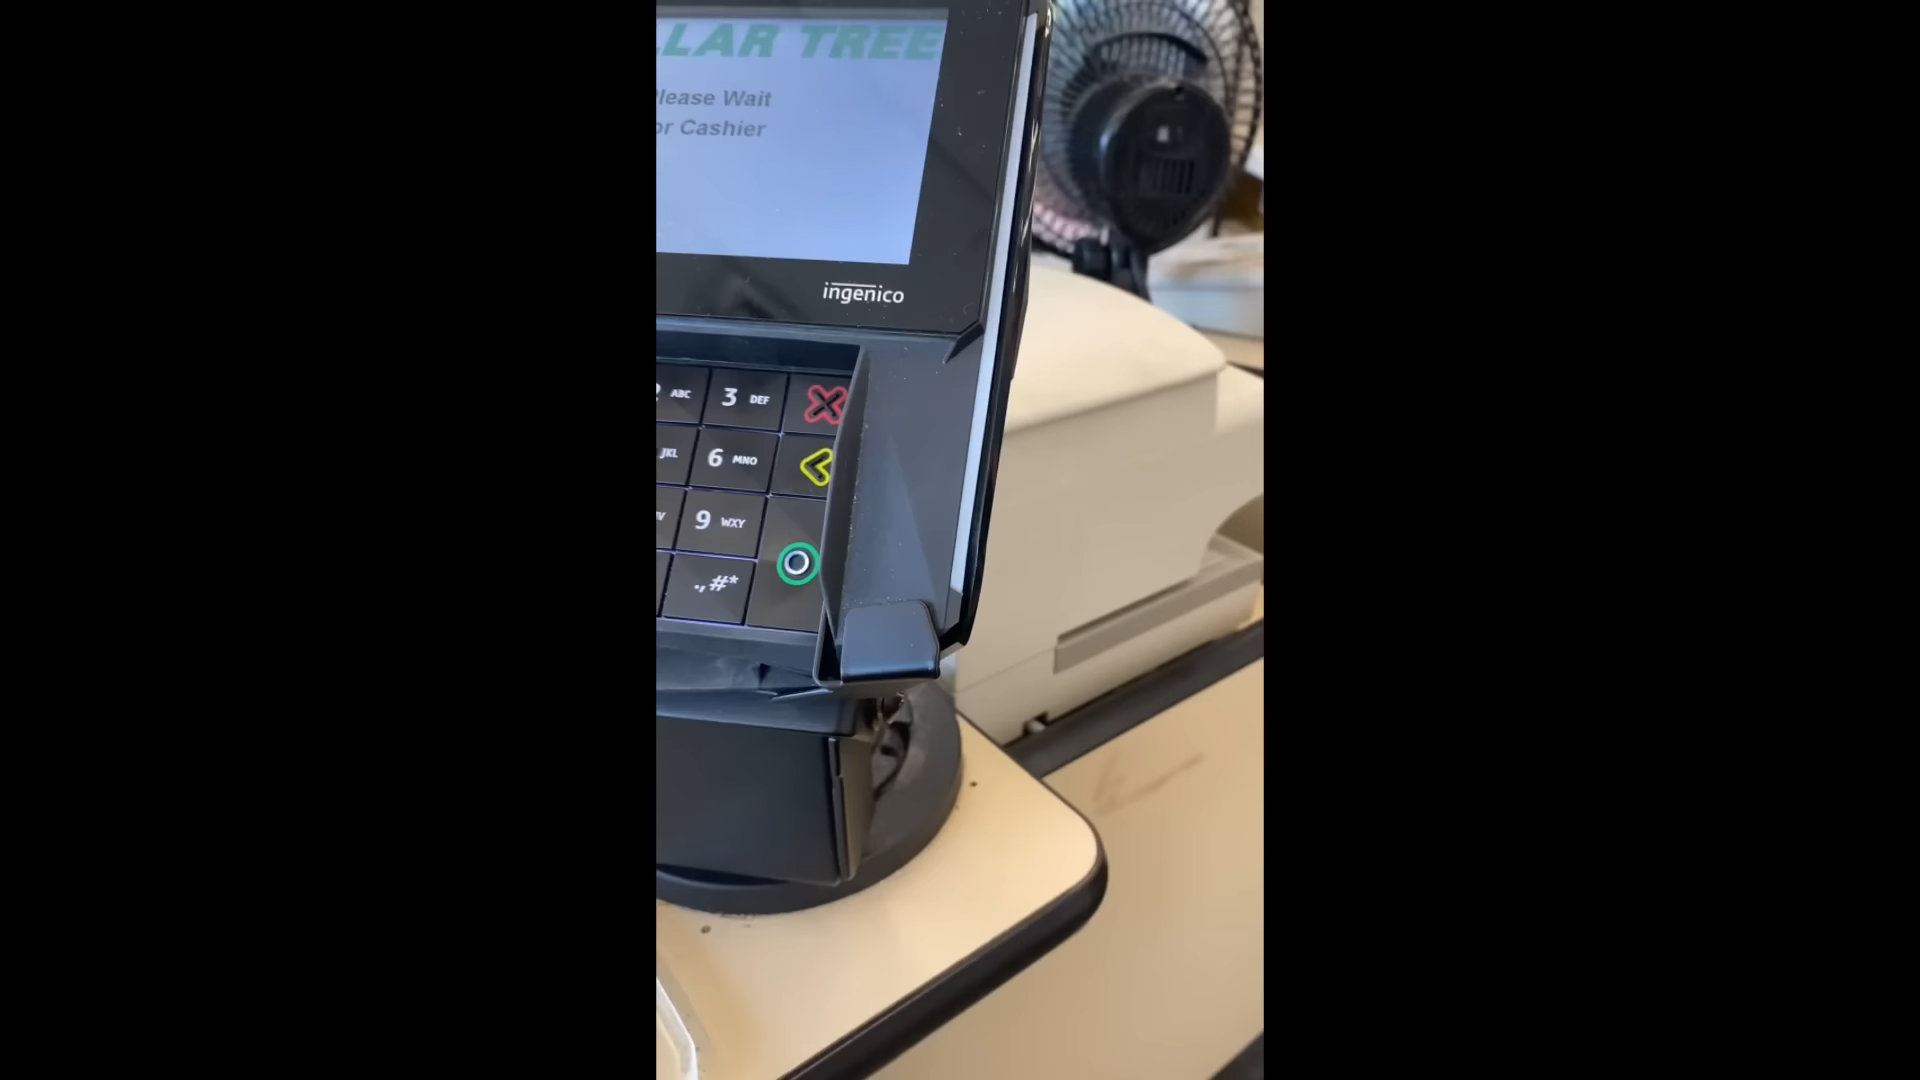 LLAR TREE
lease Wait
or Cashier
ingenico
ABC 3 DEF
JKL 6 MNO
9 WXY
.,#*